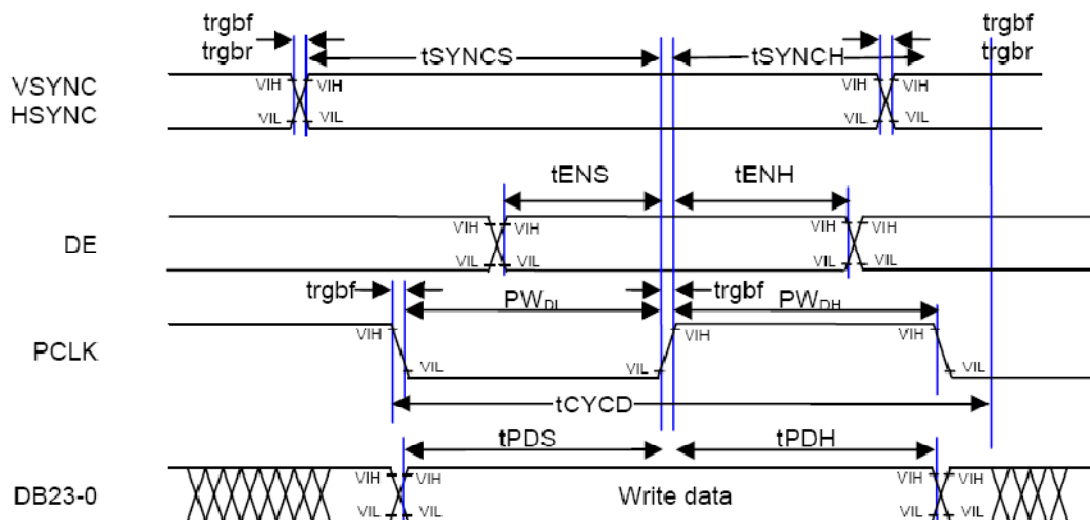 trgbf trgbf trgbf
trgbr tSYNCS tSYNCH trgbr
VSYNC VIH VIH VIH VIH
HSYNC VIL VIL VIL VIL
tENS tENH
DE VIH VIH VIH VIH
VIL VIL VIL VIL
trgbf PWDL trgbf PWDH
PCLK VIH VIH VIH
VIL VIL VIL
tCYCD
tPDS tPDH
VIH VIH VIH VIH
DB23-0 Write data
VIL VIL VIL VIL